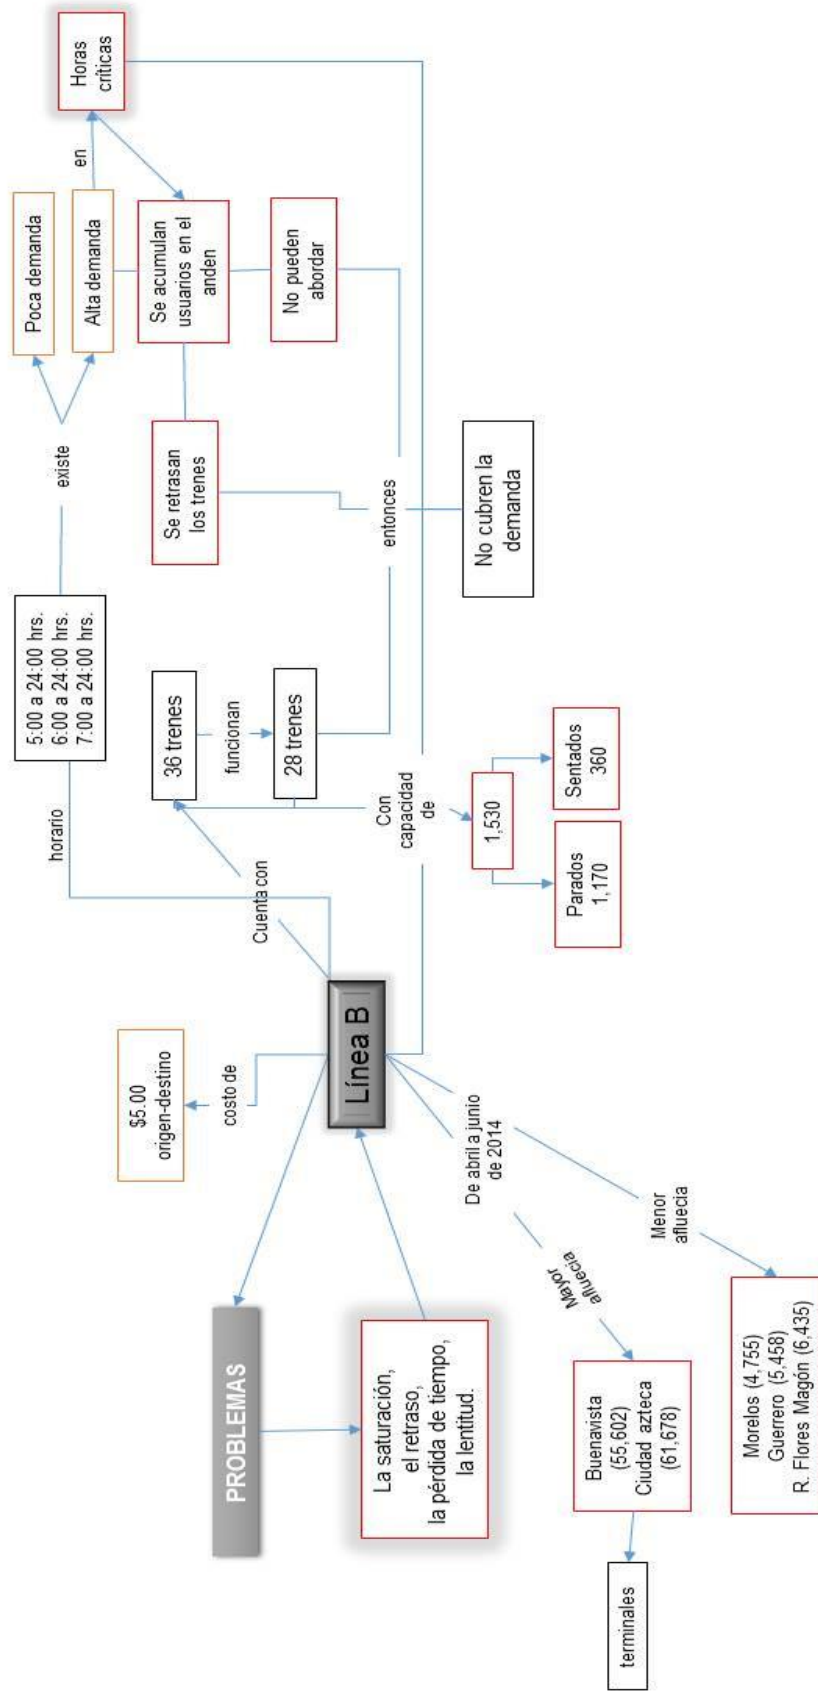 PROBLEMAS
La saturación,
el retraso,
la pérdida de tiempo,
la lentitud.
$5.00
origen-destino
costo de
Línea B
horario
5:00 a 24:00 hrs.
6:00 a 24:00 hrs.
7:00 a 24:00 hrs.
existe
Poca demanda
Alta demanda
en
Horas
críticas
Se acumulan
usuarios en el
anden
No pueden
abordar
Se retrasan
los trenes
Cuenta con
36 trenes
funcionan
28 trenes
entonces
No cubren la
demanda
Con
capacidad
de
1,530
Parados
1,170
Sentados
360
De abril a junio
de 2014
Mayor
afluecia
Menor
afluecia
Buenavista
(55,602)
Ciudad azteca
(61,678)
terminales
Morelos (4,755)
Guerrero (5,458)
R. Flores Magón (6,435)